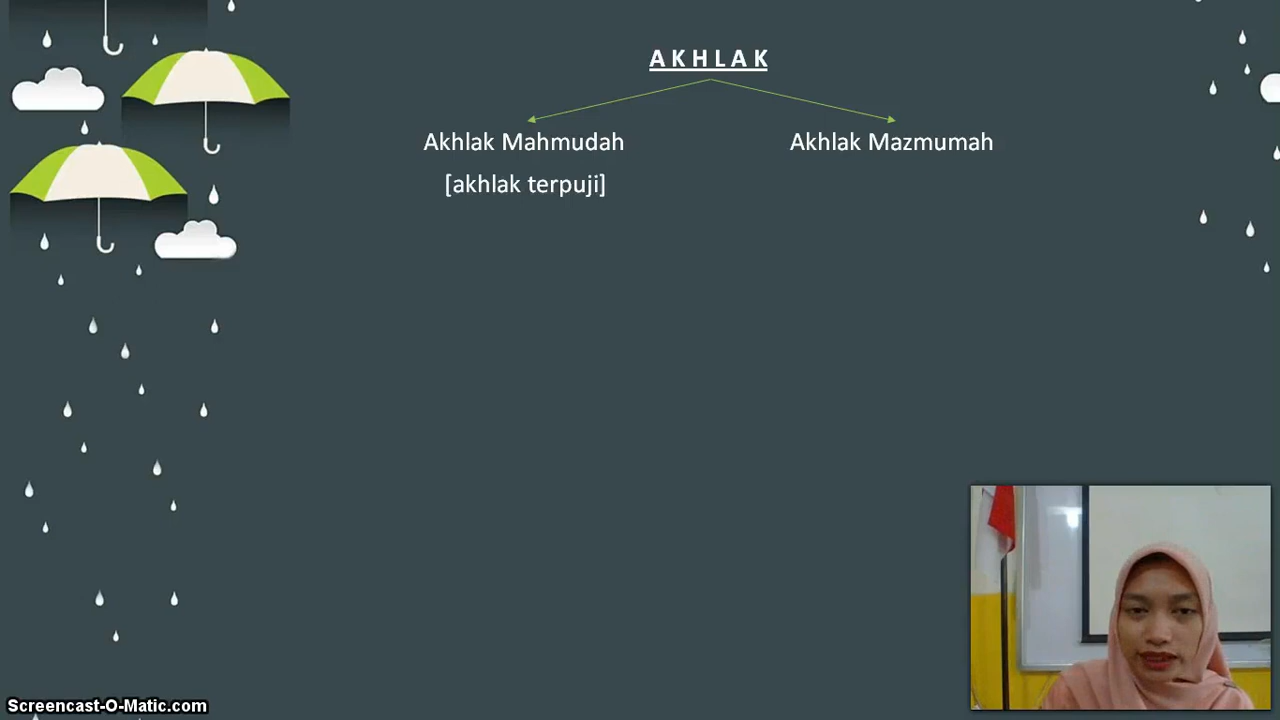 A K H L A K
Akhlak Mahmudah
Akhlak Mazmumah
[akhlak terpuji]
Screencast-O-Matic.com